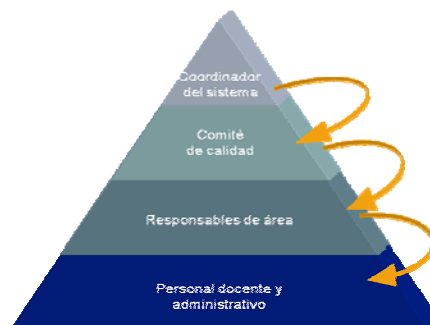 Coordinador
del sistema
Comité
de calidad
Responsables de área
Personal docente y
administrativo